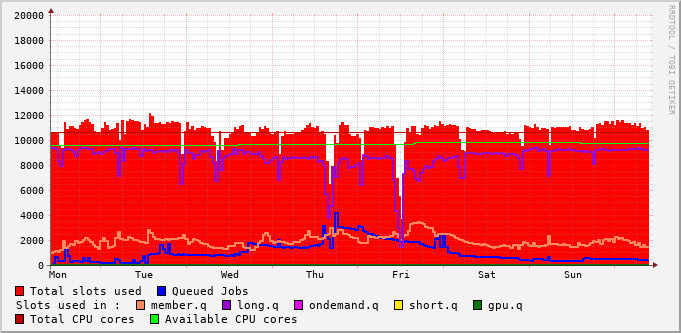 20000
18000
16000
14000
12000
10000
8000
6000
4000
2000
0
Mon Tue Wed Thu Fri Sat Sun
RRDTOOL / TOBI OETIKER
Total slots used Queued Jobs
Slots used in : member.q long.q ondemand.q short.q gpu.q
Total CPU cores Available CPU cores